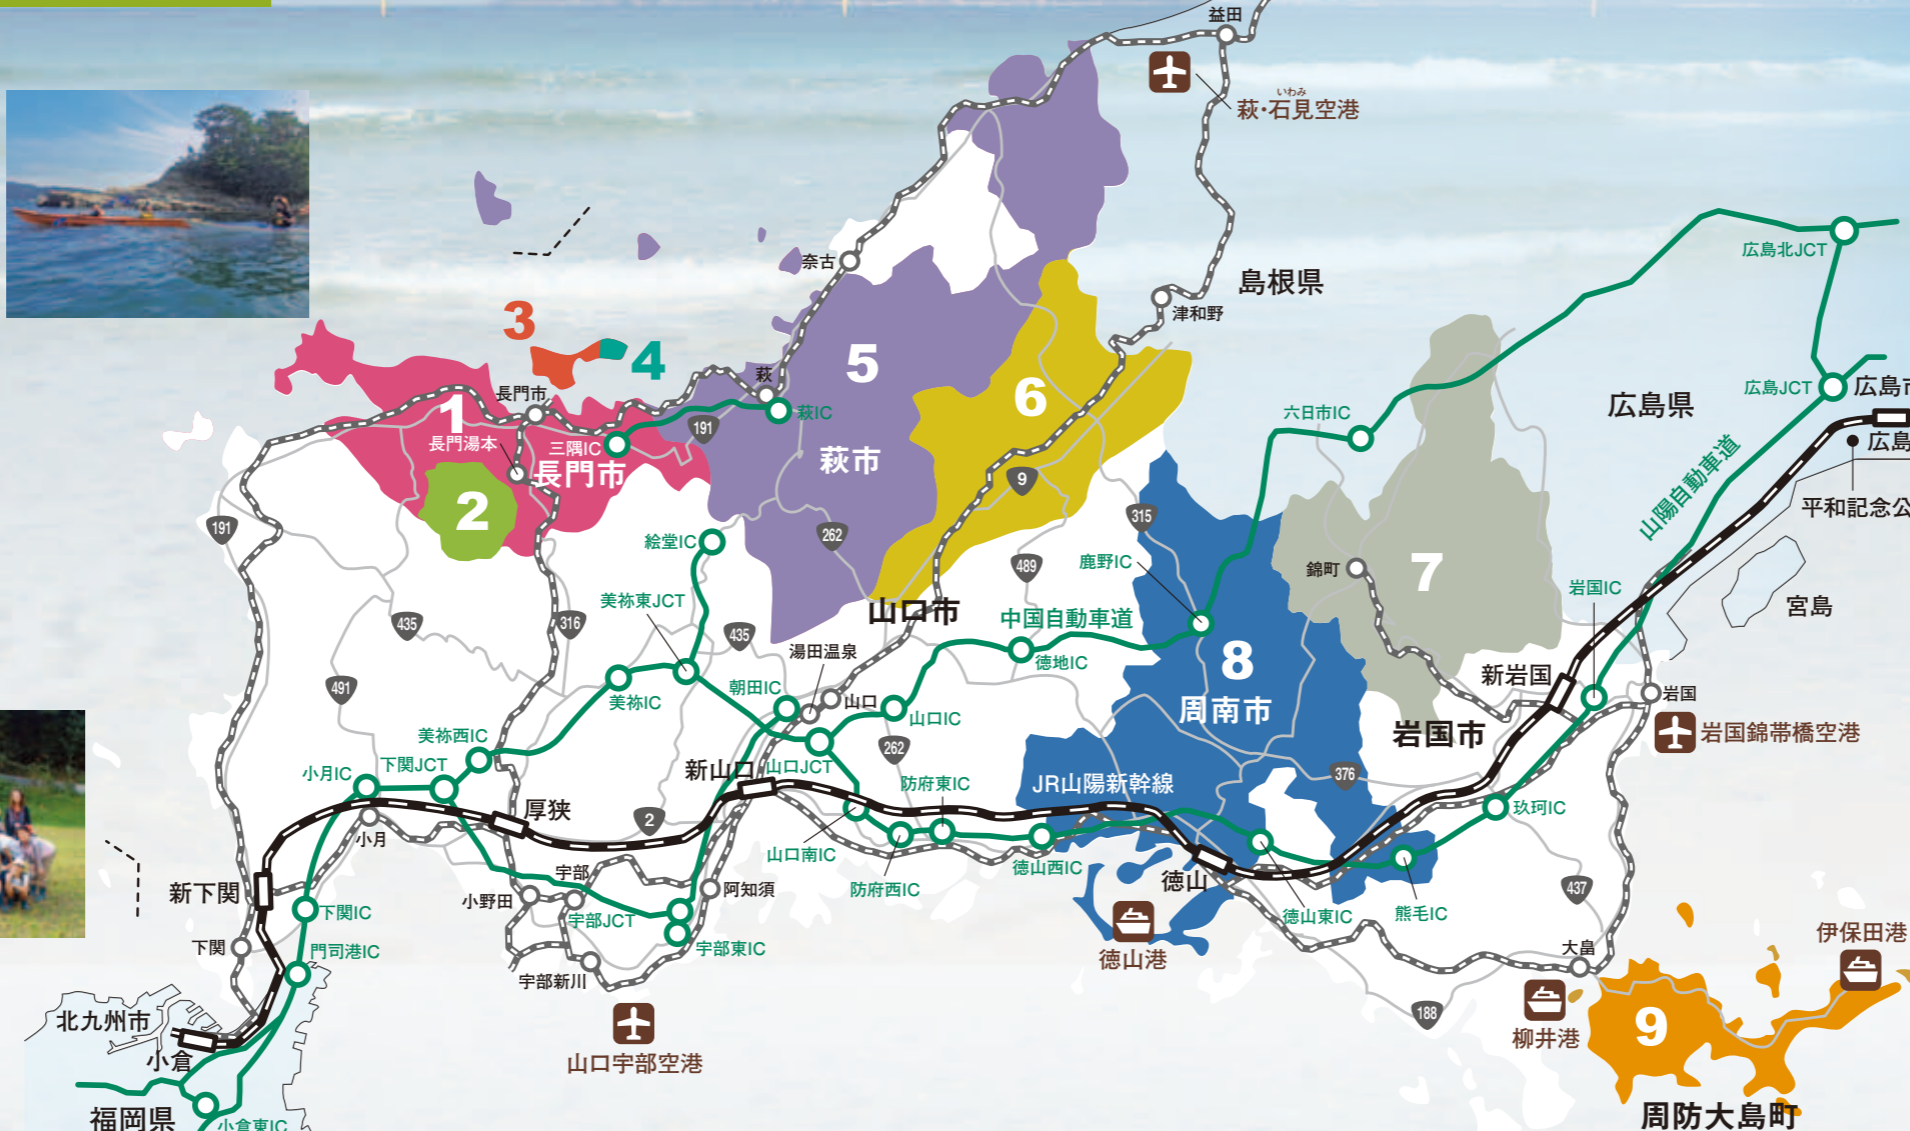 益田
いわみ
萩・石見空港
奈古
島根県
津和野
広島北JCT
広島JCT
広島県
広島
平和記念公
山陽自動車道
宮島
3
4
5
6
1
2
7
8
9
長門市
長門湯本
三隅IC
長門市
萩
萩IC
191
萩市
9
262
315
六日市IC
鹿野IC
錦町
岩国IC
191
絵堂IC
489
美祢東JCT
435
316
435
山口市
中国自動車道
湯田温泉
徳地IC
新岩国
岩国
491
美祢IC
朝田IC
山口
山口IC
周南市
岩国市
岩国錦帯橋空港
美祢西IC
下関JCT
小月IC
262
新山口
山口JCT
防府東IC
JR山陽新幹線
376
厚狭
2
玖珂IC
小月
山口南IC
防府西IC
徳山西IC
徳山
437
新下関
小野田
宇部
阿知須
宇部JCT
徳山東IC
熊毛IC
下関IC
下関
門司港IC
宇部東IC
宇部新川
徳山港
大畠
伊保田港
北九州市
小倉
188
柳井港
山口宇部空港
福岡県
小倉東IC
周防大島町